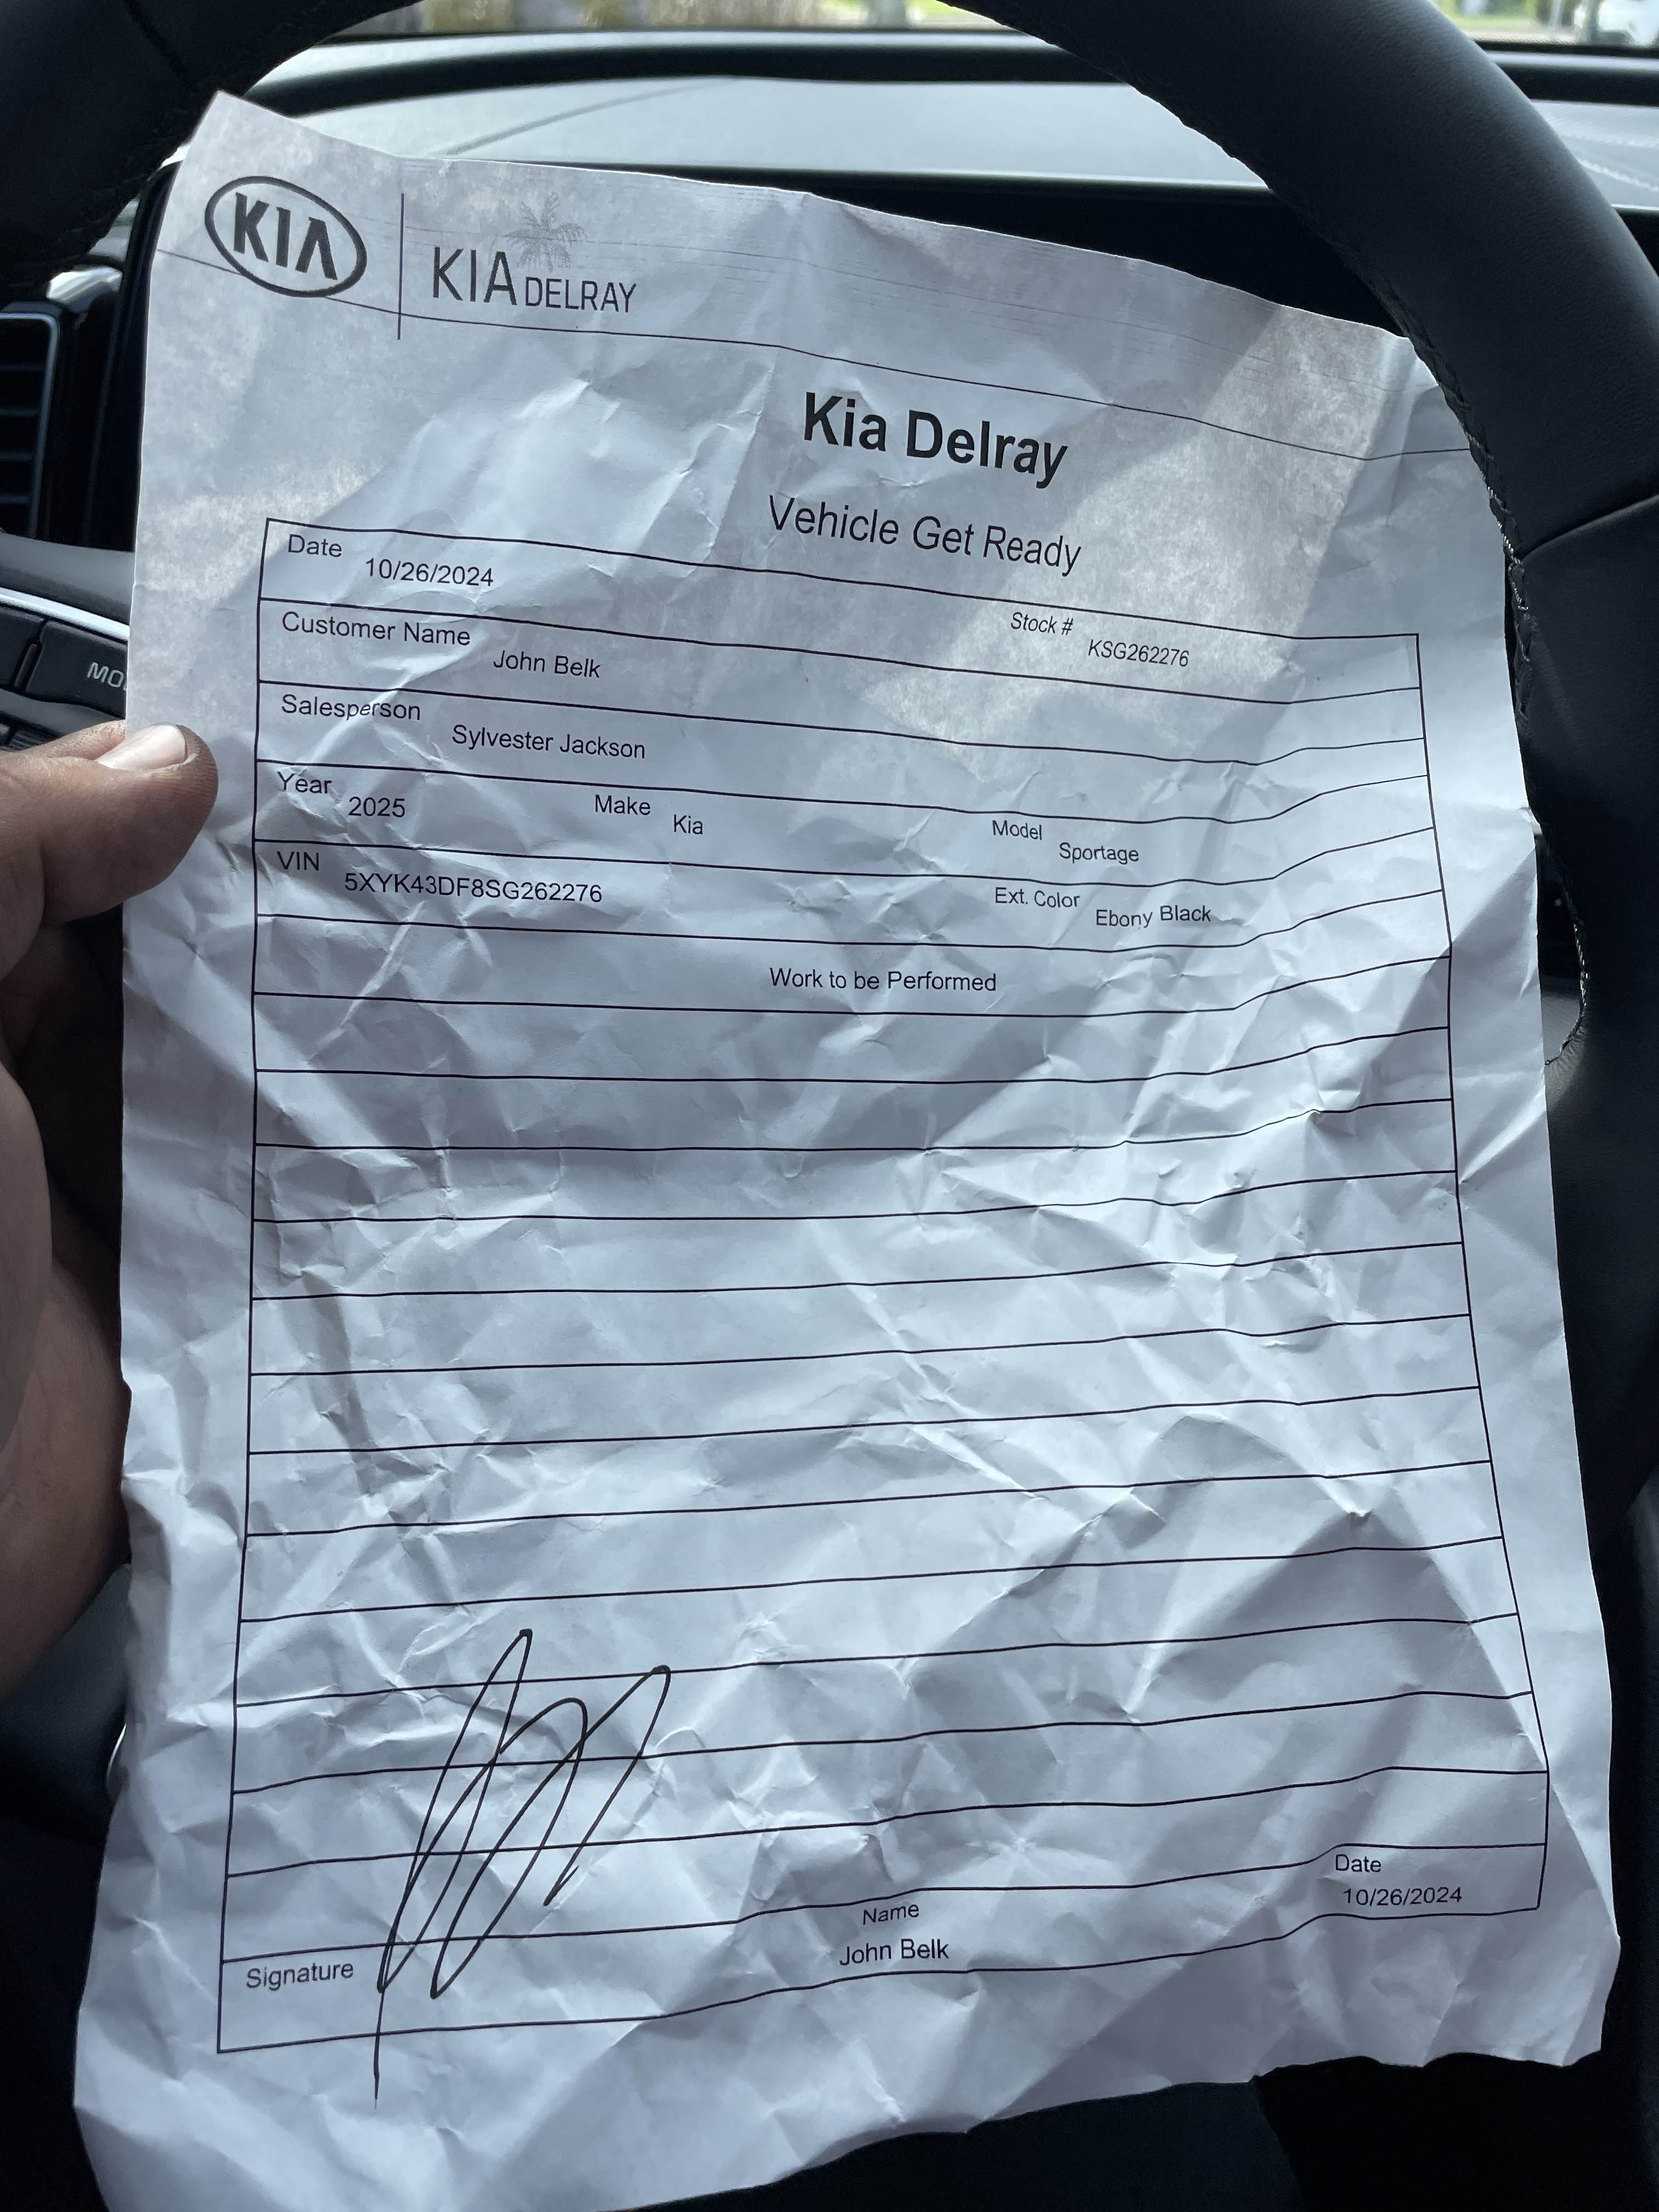 KIA
KIA DELRAY
Kia Delray
Vehicle Get Ready
Date 10/26/2024 Stock # KSG262276
Customer Name John Belk
Salesperson Sylvester Jackson
Year 2025 Make Kia Model Sportage
VIN 5XYK43DF8SG262276 Ext. Color Ebony Black
Work to be Performed
Signature Name John Belk Date 10/26/2024